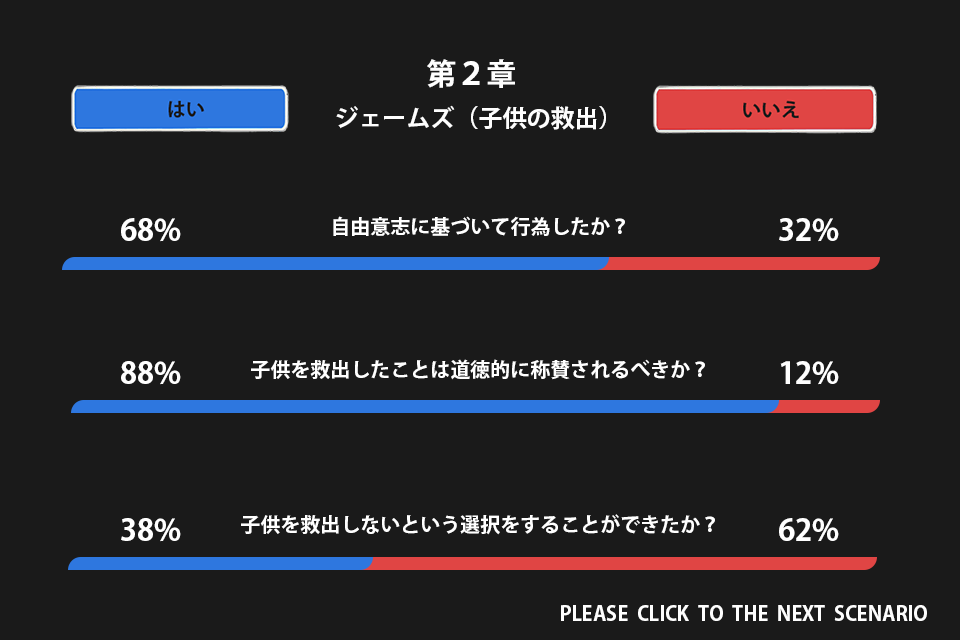 第２章
はい
ジェームズ（子供の救出）
いいえ
68%
自由意志に基づいて行為したか？
32%
88%
子供を救出したことは道徳的に称賛されるべきか？
12%
38%
子供を救出しないという選択をすることができたか？
62%
PLEASE CLICK TO THE NEXT SCENARIO